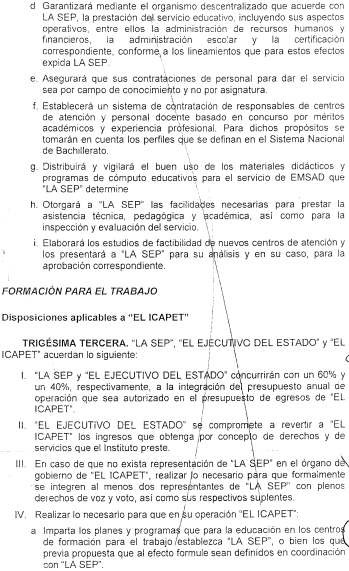 d Garantizará mediante el organismo descentralizado que acuerde con
LA SEP, la prestación del servicio educativo, incluyendo sus aspectos
operativos, entre ellos la administración de recursos humanos y
financieros, la administración escolar y la certificación
correspondiente, conforme a los lineamientos que para estos efectos
expida LA SEP.
e. Asegurará que sus contrataciones de personal para dar el servicio
sea por campo de conocimiento y no por asignatura.
f. Establecerá un sistema de contratación de responsables de centros
de atención y personal docente basado en concurso por méritos
académicos y experiencia profesional. Para dichos propósitos se
tomarán en cuenta los perfiles que se definan en el Sistema Nacional
de Bachillerato.
g. Distribuirá y vigilará el buen uso de los materiales didácticos y
programas de cómputo educativos para el servicio de EMSAD que
"LA SEP" determine
h. Otorgará a "LA SEP" las facilidades necesarias para prestar la
asistencia técnica, pedagógica y académica, así como para la
inspección y evaluación del servicio.
i. Elaborará los estudios de factibilidad de nuevos centros de atención y
los presentará a "LA SEP" para su análisis y en su caso, para la
aprobación correspondiente.
FORMACIÓN PARA EL TRABAJO
Disposiciones aplicables a "EL ICAPET"
TRIGÉSIMA TERCERA. "LA SEP", "EL EJECUTIVO DEL ESTADO" y "EL
ICAPET" acuerdan lo siguiente:
I. "LA SEP y "EL EJECUTIVO DEL ESTADO" concurrirán con un 60% y
un 40%, respectivamente, a la integración del presupuesto anual de
operación que sea autorizado en el presupuesto de egresos de "EL
ICAPET".
II. "EL EJECUTIVO DEL ESTADO" se compromete a revertir a "EL
ICAPET" los ingresos que obtenga por concepto de derechos y de
servicios que el Instituto preste.
III. En caso de que no exista representación de "LA SEP" en el órgano de
gobierno de "EL ICAPET", realizar lo necesario para que formalmente
se integren al menos dos representantes de "LA SEP" con plenos
derechos de voz y voto, así como sus respectivos suplentes.
IV. Realizar lo necesario para que en su operación "EL ICAPET":
a Imparta los planes y programas que para la educación en los centros
de formación para el trabajo establezca "LA SEP", o bien los que
previa propuesta que al efecto formule sean definidos en coordinación
con "LA SEP".